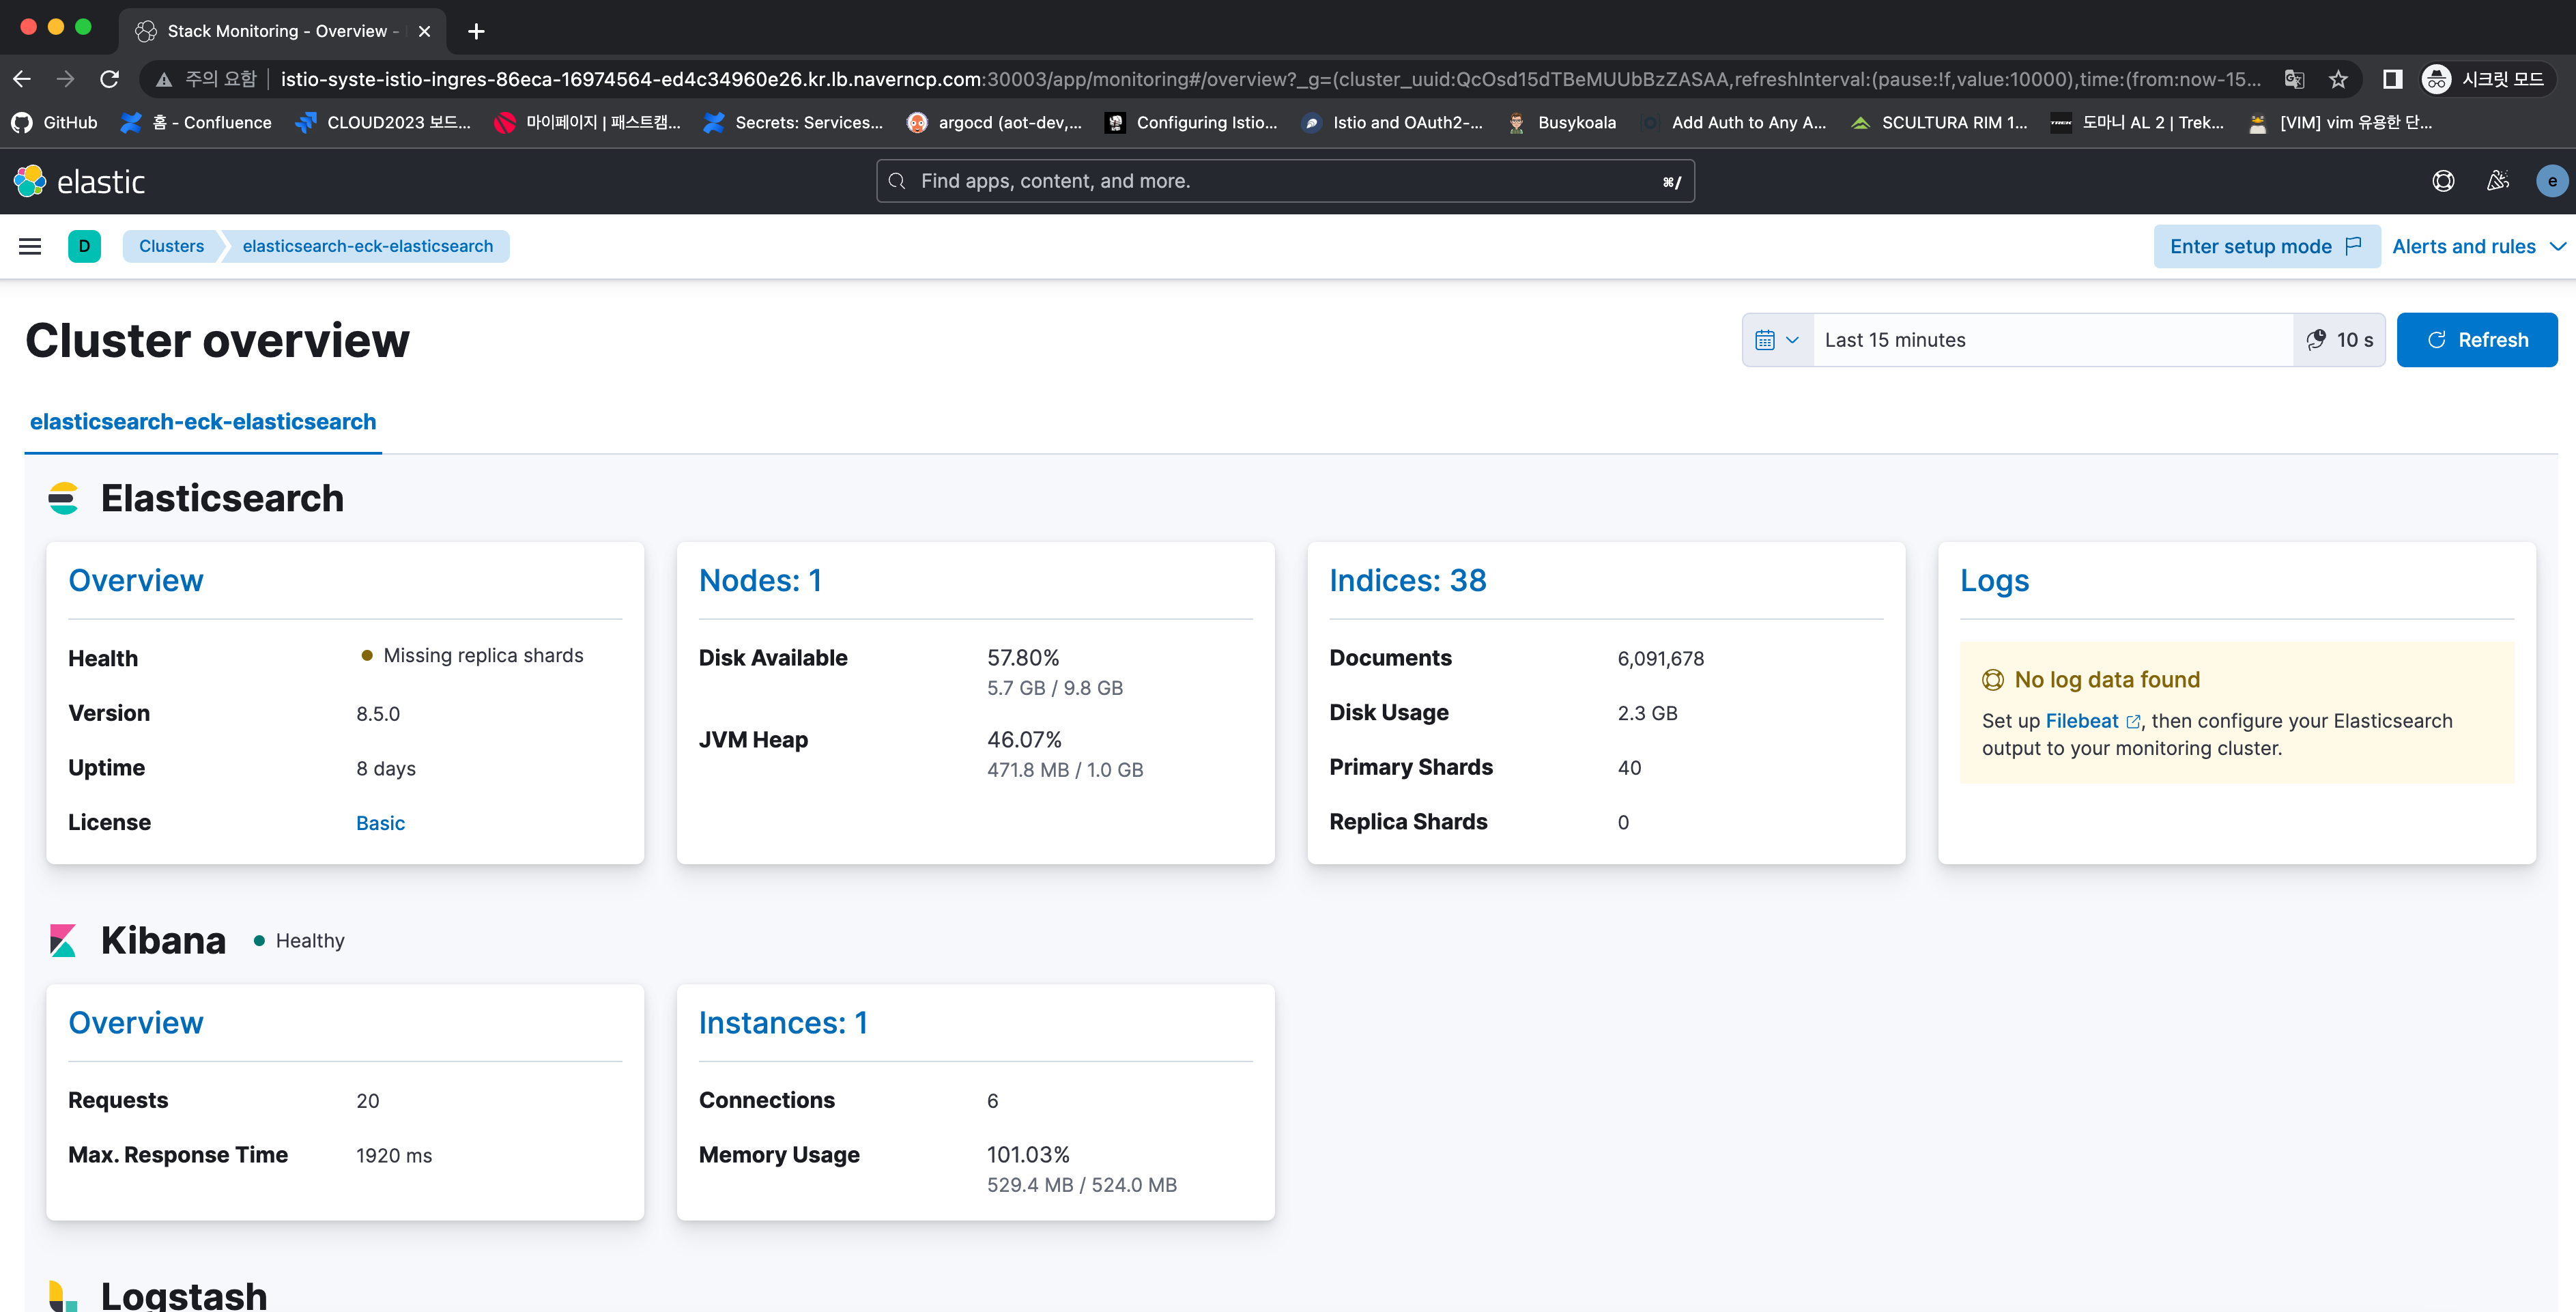 Stack Monitoring - Overview -
주의 요함
istio-syste-istio-ingres-86eca-16974564-ed4c34960e26.kr.lb.naverncp.com:30003/app/monitoring#/overview?_g=(cluster_uuid:QcOsd15dTBeMUUbBzZASAA,refreshInterval:(pause:!f,value:10000),time:(from:now-15...
시크릿 모드
GitHub
홈 - Confluence
CLOUD2023 보드...
마이페이지 | 패스트캠...
Secrets: Services...
argocd (aot-dev,...
Configuring Istio...
Istio and OAuth2-...
Busykoala
Add Auth to Any A...
SCULTURA RIM 1...
도마니 AL 2 | Trek...
[VIM] vim 유용한 단...
elastic
Find apps, content, and more.
⌘/
e
D
Clusters
elasticsearch-eck-elasticsearch
Enter setup mode
Alerts and rules
Cluster overview
Last 15 minutes
10 s
Refresh
elasticsearch-eck-elasticsearch
Elasticsearch
Overview
Health
Missing replica shards
Version
8.5.0
Uptime
8 days
License
Basic
Nodes: 1
Disk Available
57.80%
5.7 GB / 9.8 GB
JVM Heap
46.07%
471.8 MB / 1.0 GB
Indices: 38
Documents
6,091,678
Disk Usage
2.3 GB
Primary Shards
40
Replica Shards
0
Logs
No log data found
Set up Filebeat, then configure your Elasticsearch
output to your monitoring cluster.
Kibana
Healthy
Overview
Requests
20
Max. Response Time
1920 ms
Instances: 1
Connections
6
Memory Usage
101.03%
529.4 MB / 524.0 MB
Logstash